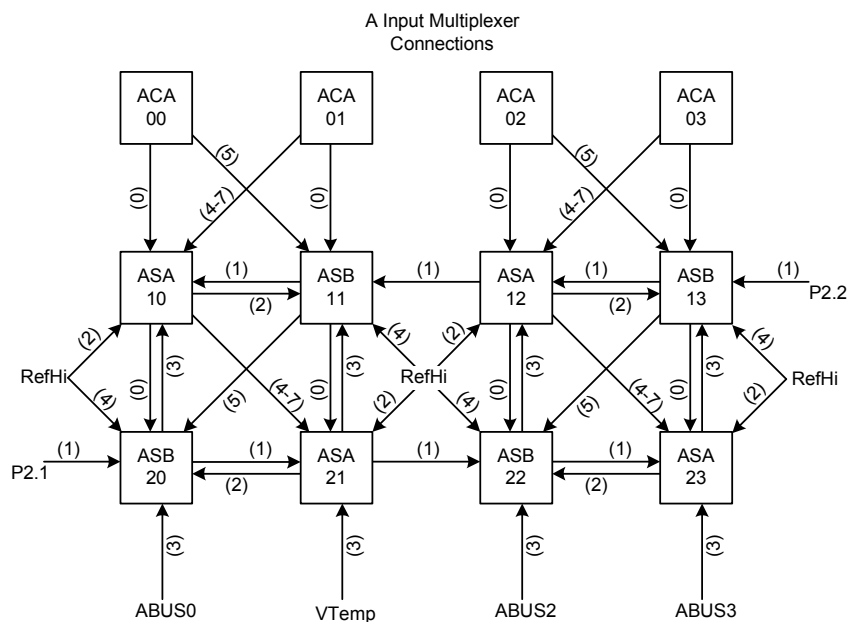 A Input Multiplexer
Connections
ACA
00
ACA
01
ACA
02
ACA
03
(5)
(5)
(0)
(4-7)
(0)
(0)
(4-7)
(0)
ASA
10
(1)
(2)
ASB
11
(1)
ASA
12
(1)
(2)
ASB
13
(1)
P2.2
(2)
RefHi
(4)
(0)
(3)
(5)
(4-7)
(0)
(3)
(4)
(2)
RefHi
(2)
(4)
(0)
(3)
(5)
(4-7)
(0)
(3)
(4)
RefHi
(2)
(1)
P2.1
ASB
20
(1)
(2)
ASA
21
(1)
ASB
22
(1)
(2)
ASA
23
(3)
(3)
(3)
(3)
ABUS0
VTemp
ABUS2
ABUS3